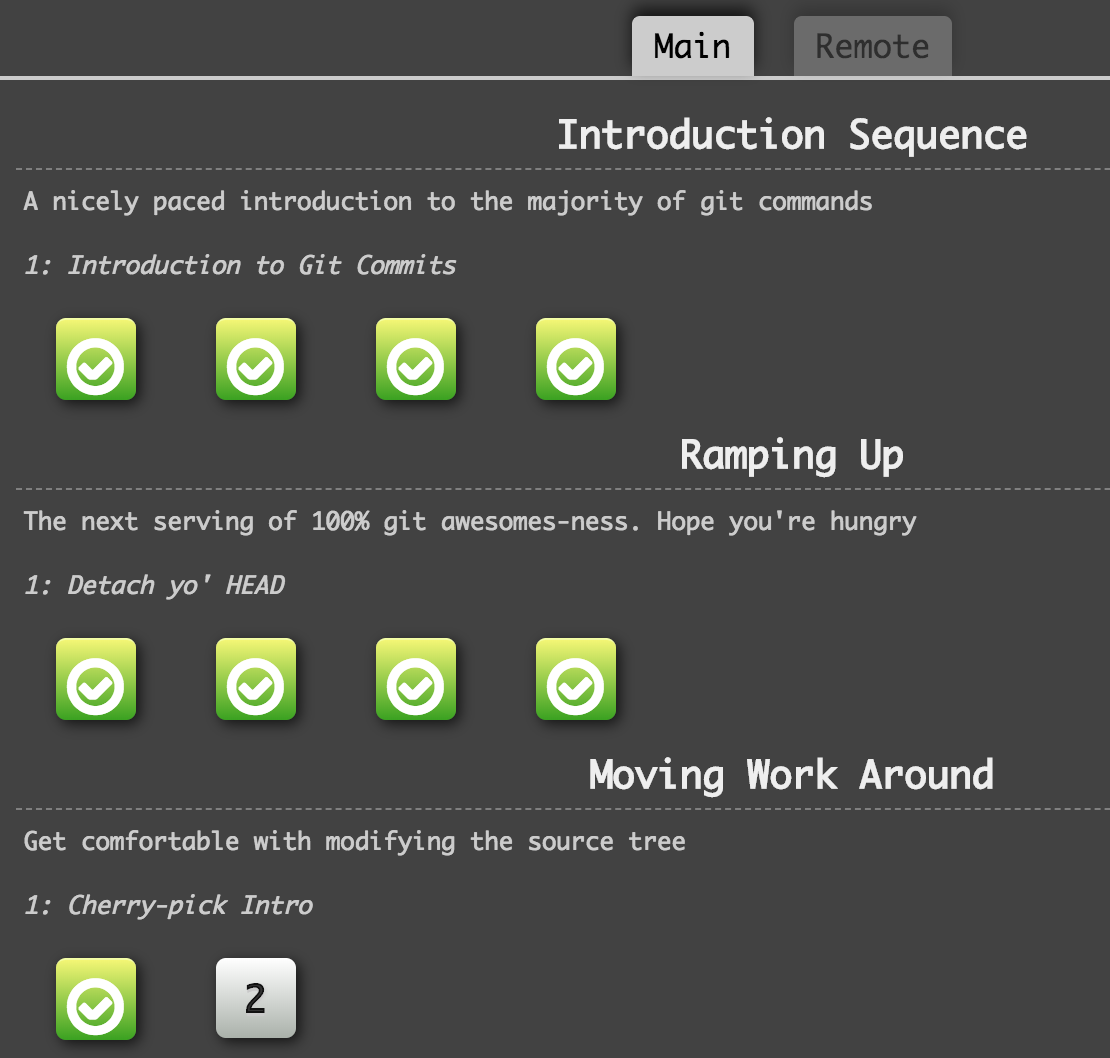 Main Remote
Introduction Sequence
A nicely paced introduction to the majority of git commands
1: Introduction to Git Commits
Ramping Up
The next serving of 100% git awesomes-ness. Hope you're hungry
1: Detach yo' HEAD
Moving Work Around
Get comfortable with modifying the source tree
1: Cherry-pick Intro
2